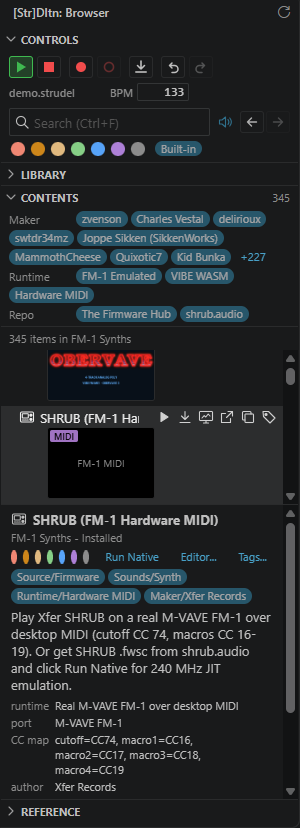 [Str]Dltn: Browser
CONTROLS
demo.strudel BPM 133
Search (Ctrl+F)
Built-in
LIBRARY
CONTENTS 345
Maker zvenson Charles Vestal delirioux
swtdr34mz Joppe Sikken (SikkenWorks)
MammothCheese Quixotic7 Kid Bunka +227
Runtime FM-1 Emulated VIBE WASM
Hardware MIDI
Repo The Firmware Hub shrub.audio
345 items in FM-1 Synths
OBERVAVE
SHRUB (FM-1 Har
MIDI
FM-1 MIDI
SHRUB (FM-1 Hardware MIDI)
FM-1 Synths - Installed
Run Native Editor... Tags...
Source/Firmware Sounds/Synth
Runtime/Hardware MIDI Maker/Xfer Records
Play Xfer SHRUB on a real M-VAVE FM-1 over
desktop MIDI (cutoff CC 74, macros CC 16-
19). Or get SHRUB .fwsc from shrub.audio
and click Run Native for 240 MHz JIT
emulation.
runtime Real M-VAVE FM-1 over desktop MIDI
port M-VAVE FM-1
CC map cutoff=CC74, macro1=CC16,
macro2=CC17, macro3=CC18,
macro4=CC19
author Xfer Records
REFERENCE